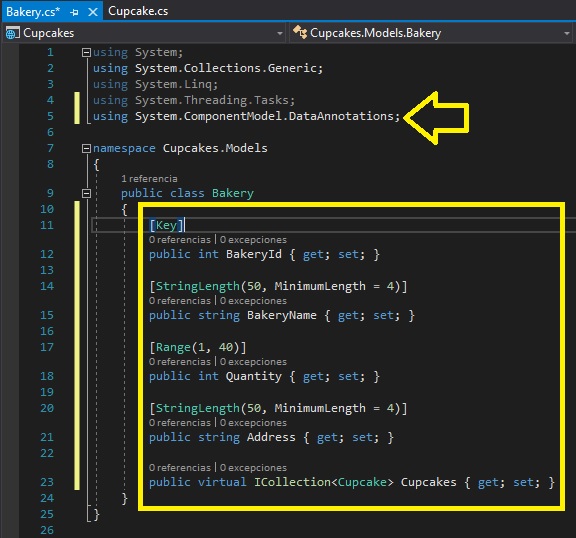 Bakery.cs* Cupcake.cs
Cupcakes Cupcakes.Models.Bakery
1 using System;
2 using System.Collections.Generic;
3 using System.Linq;
4 using System.Threading.Tasks;
5 using System.ComponentModel.DataAnnotations;
6
7 namespace Cupcakes.Models
8 {
1 referencia
9 public class Bakery
10 {
11 [Key]
0 referencias | 0 excepciones
12 public int BakeryId { get; set; }
13
14 [StringLength(50, MinimumLength = 4)]
0 referencias | 0 excepciones
15 public string BakeryName { get; set; }
16
17 [Range(1, 40)]
0 referencias | 0 excepciones
18 public int Quantity { get; set; }
19
20 [StringLength(50, MinimumLength = 4)]
0 referencias | 0 excepciones
21 public string Address { get; set; }
22
0 referencias | 0 excepciones
23 public virtual ICollection<Cupcake> Cupcakes { get; set; }
24 }
25 }
26